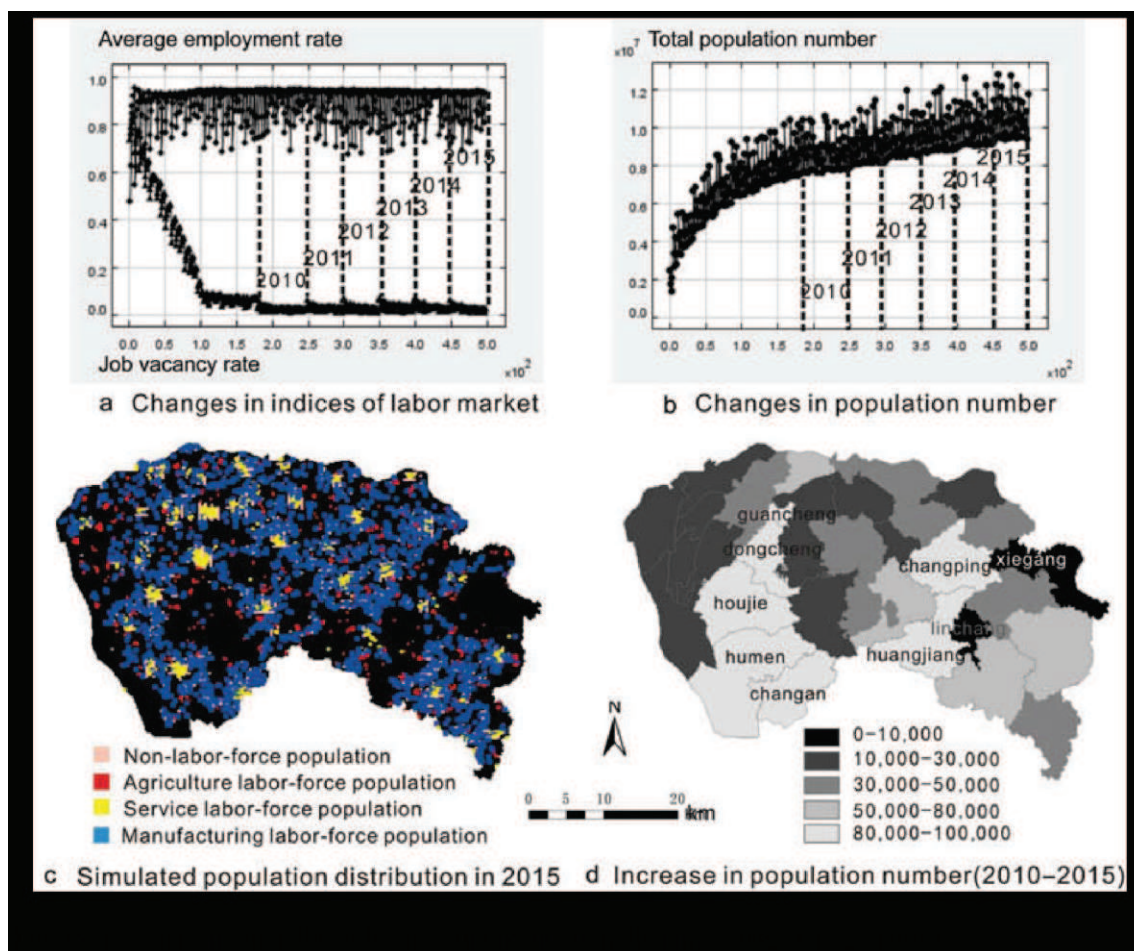 Average employment rate
1.0
0.8
0.6
0.4
0.2
0.0
2010
2011
2012
2013
2014
2015
0.0 0.5 1.0 1.5 2.0 2.5 3.0 3.5 4.0 4.5 5.0
×10²
Job vacancy rate
a Changes in indices of labor market
×10⁷
Total population number
1.2
1.0
0.8
0.6
0.4
0.2
0.0
2010
2011
2012
2013
2014
2015
0.0 0.5 1.0 1.5 2.0 2.5 3.0 3.5 4.0 4.5 5.0
×10²
b Changes in population number
Non-labor-force population
Agriculture labor-force population
Service labor-force population
Manufacturing labor-force population
c Simulated population distribution in 2015
N
0 5 10 20
km
guancheng
dongcheng
changping
xiegang
houjie
linchang
humen
huangjiang
changan
0-10,000
10,000-30.000
30,000-50,000
50,000-80,000
80,000-100,000
d Increase in population number(2010-2015)